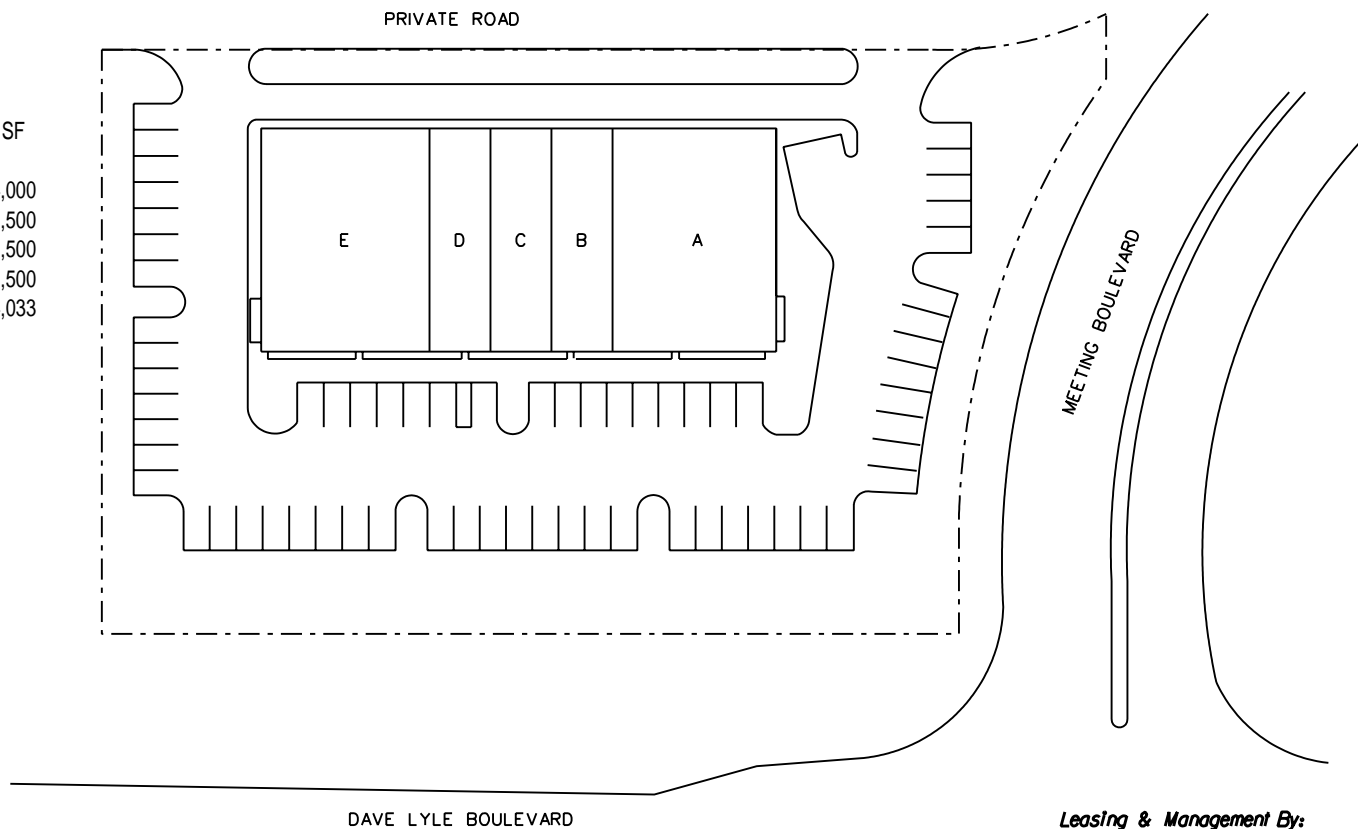 PRIVATE ROAD
SF
,000
,500
,500
,500
,033
E D C B A
MEETING BOULEVARD
DAVE LYLE BOULEVARD
Leasing & Management By: